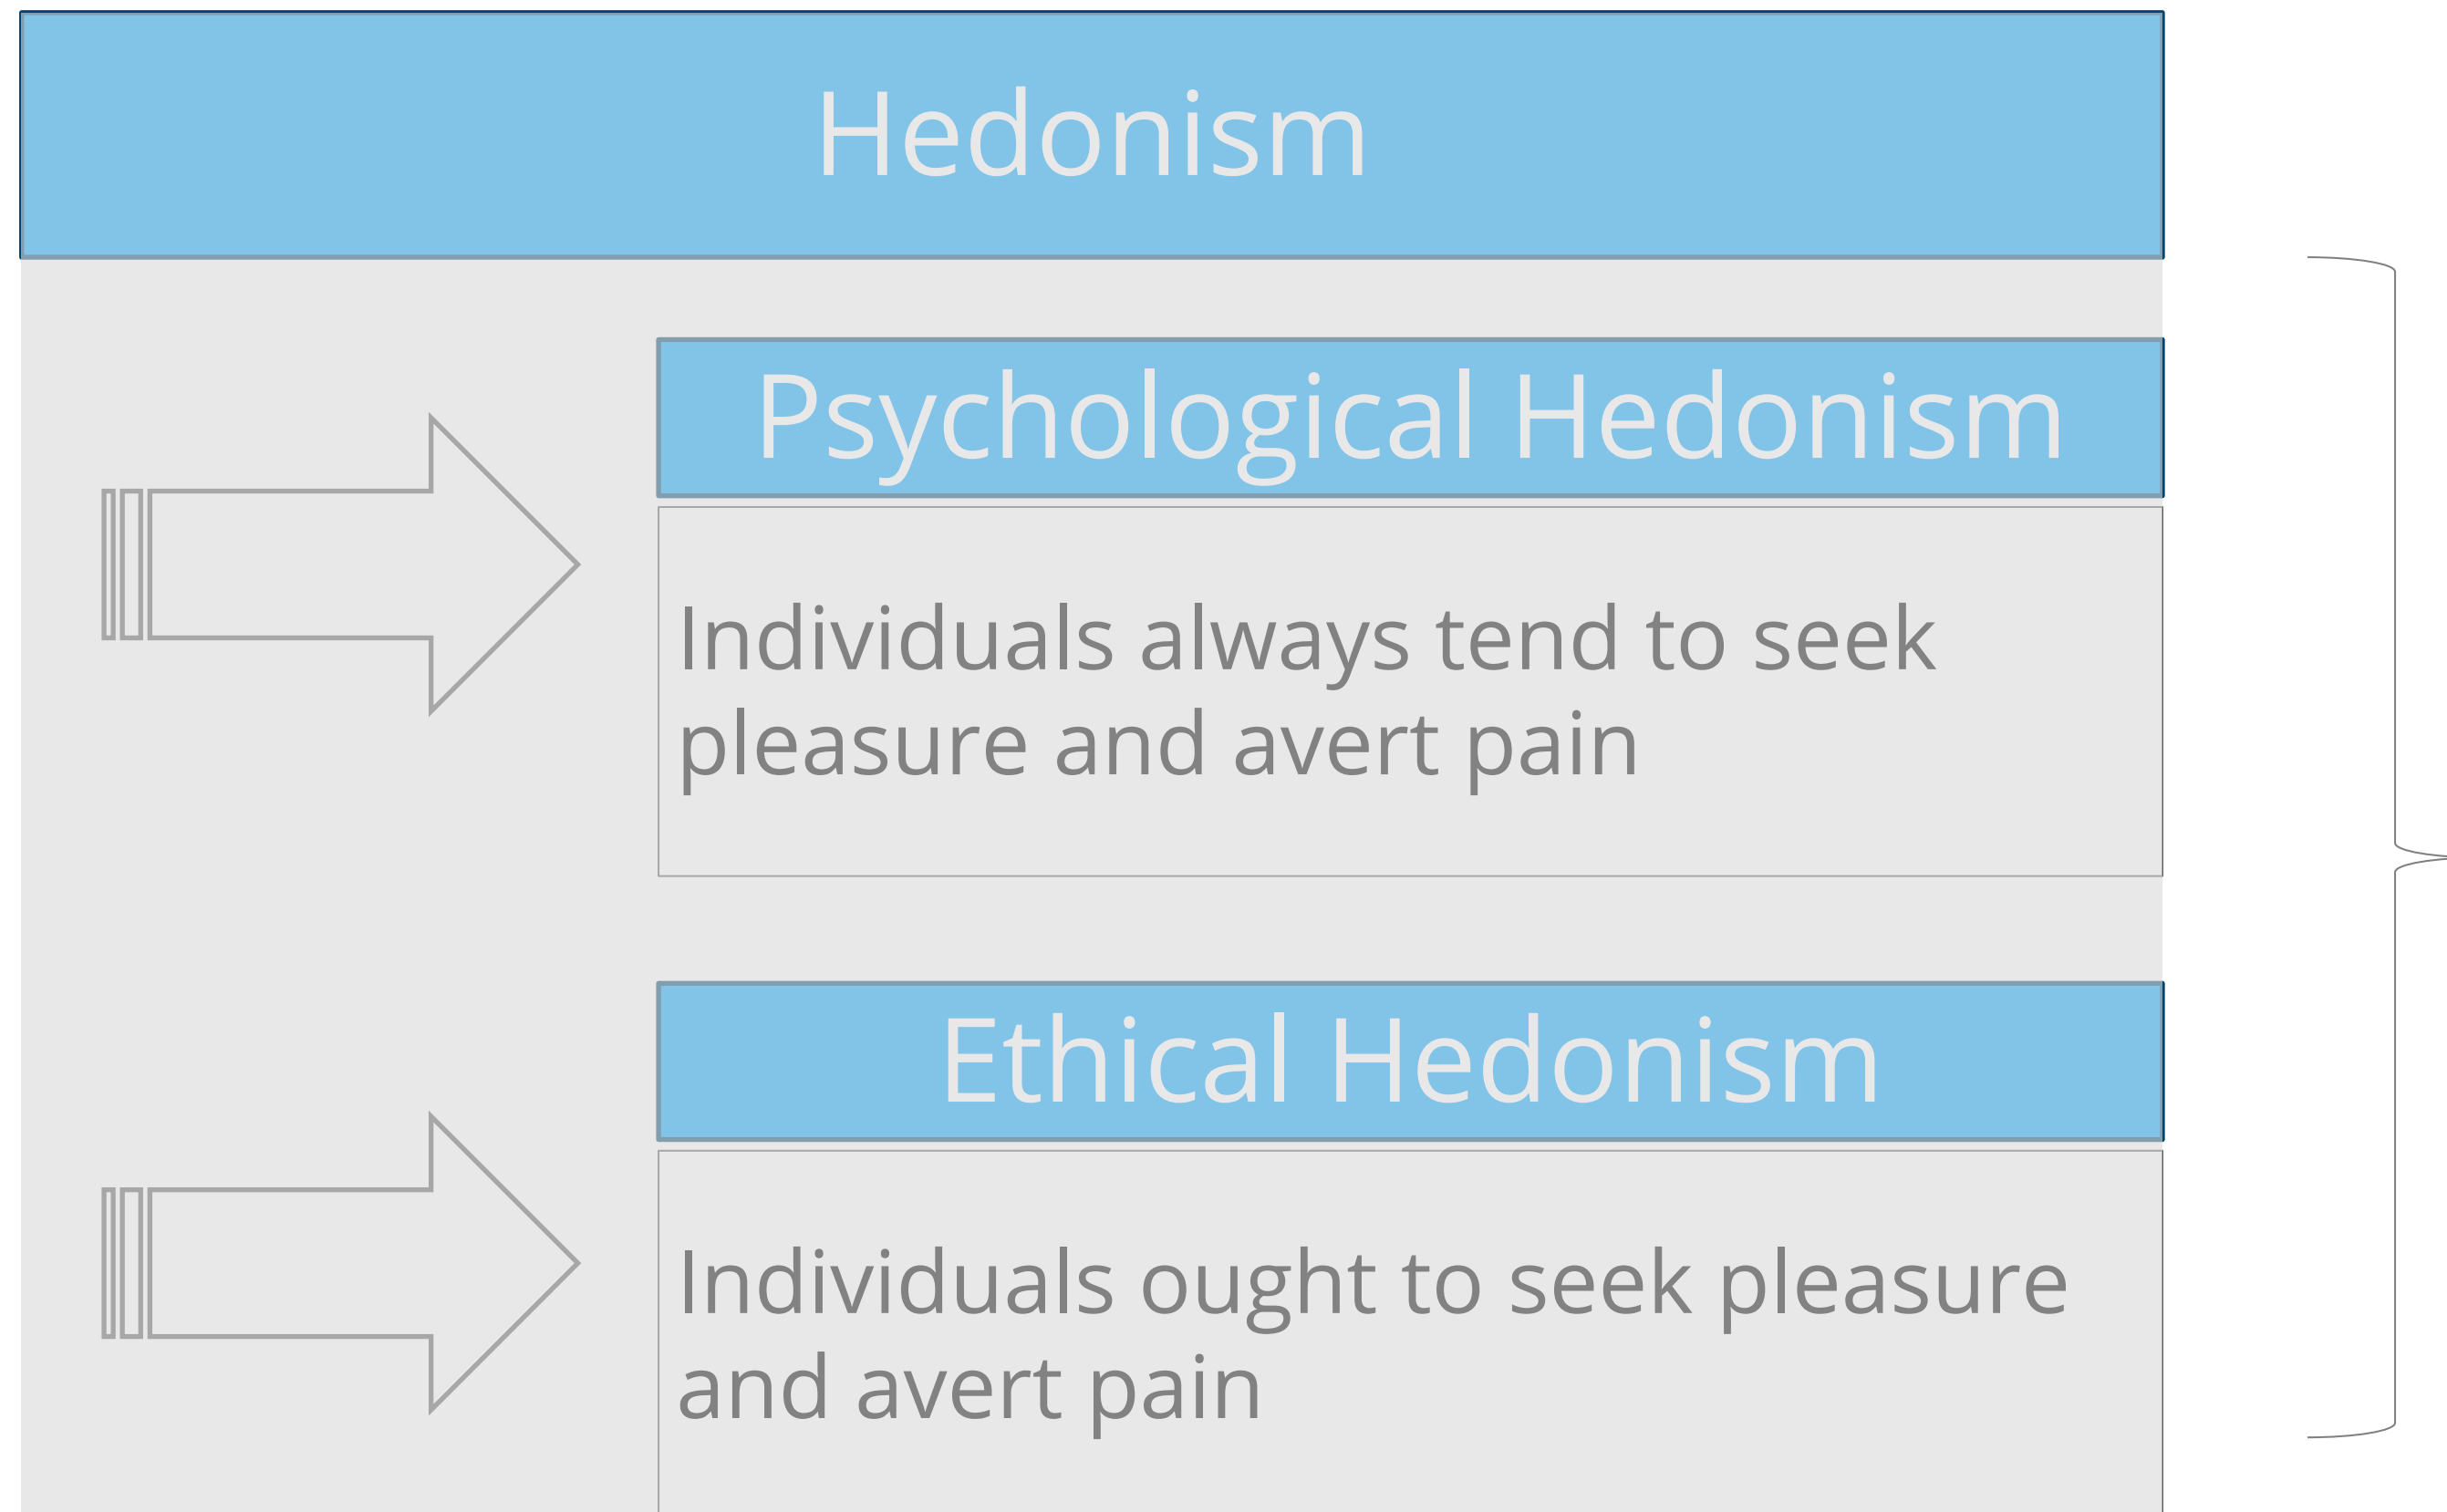 Hedonism
Psychological Hedonism
Individuals always tend to seek
pleasure and avert pain
Ethical Hedonism
Individuals ought to seek pleasure
and avert pain